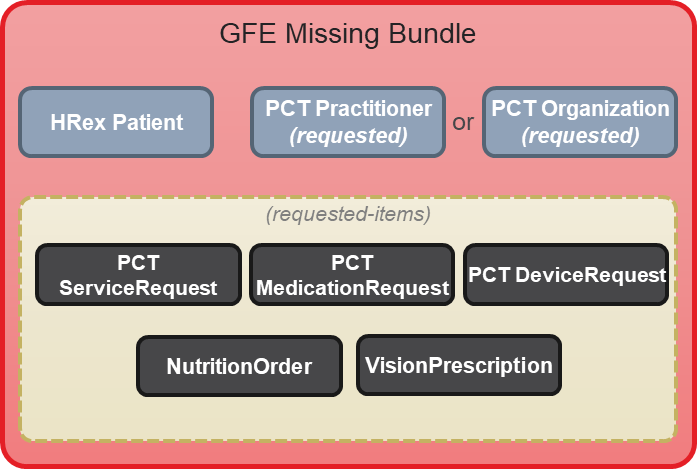 GFE Missing Bundle
HRex Patient
PCT Practitioner
(requested)
or
PCT Organization
(requested)
(requested-items)
PCT
ServiceRequest
PCT
MedicationRequest
PCT DeviceRequest
NutritionOrder
VisionPrescription